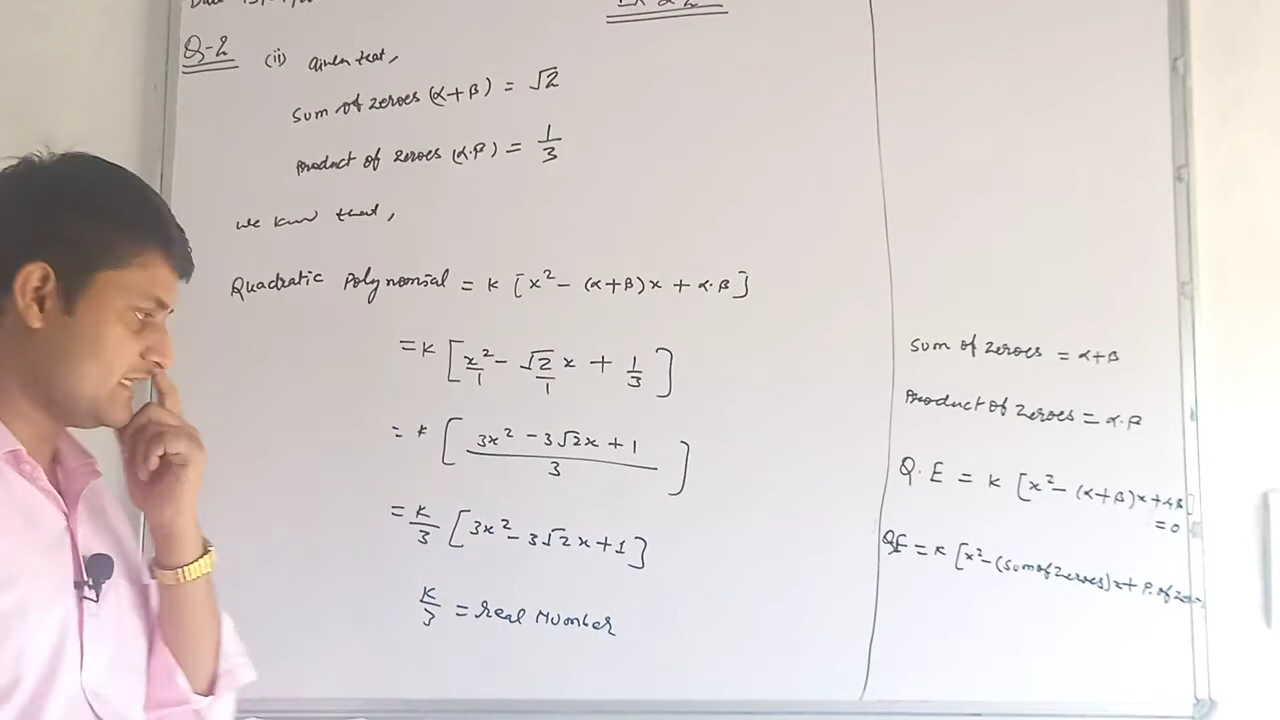 Q-2 (ii) Given that,
Sum of zeroes (α+β) = √2
Product of zeroes (α.β) = 1/3
We know that,
Quadratic Polynomial = K [x² - (α+β)x + α.β]
= K [x²/1 - √2/1 x + 1/3]
= K [(3x² - 3√2x + 1)/3]
= K/3 [3x² - 3√2x + 1]
K/3 = real Number
Sum of zeroes = α+β
Product of zeroes = α.β
Q.E = K [x² - (α+β)x + αβ]
= 0
QE = K [x² - (Sum of zeroes)x + P. of